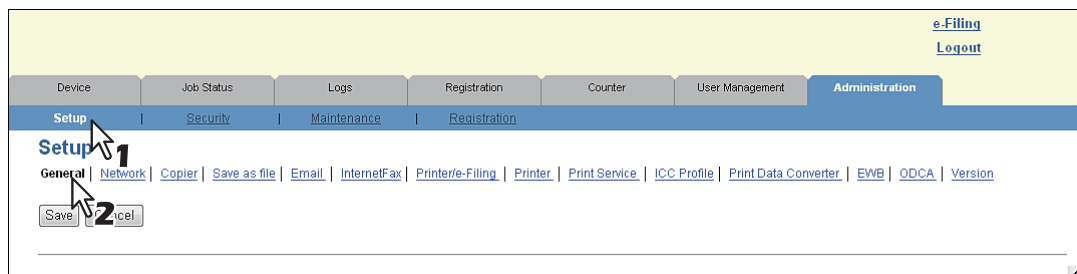 e-Filing
Logout
Device Job Status Logs Registration Counter User Management Administration
Setup | Security | Maintenance | Registration
Setup 1
General | Network | Copier | Save as file | Email | InternetFax | Printer/e-Filing | Printer | Print Service | ICC Profile | Print Data Converter | EWB | ODCA | Version
Save 2